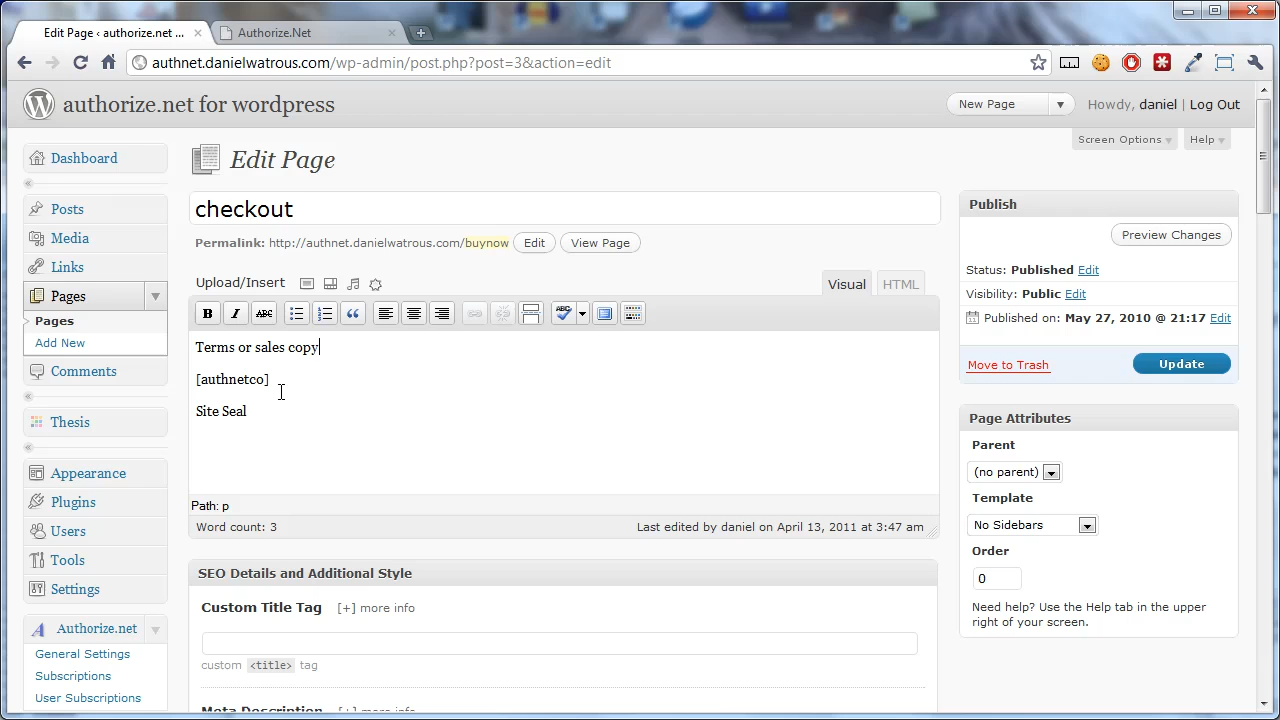 Edit Page ‹ authorize.net ...
Authorize.Net
authnet.danielwatrous.com/wp-admin/post.php?post=3&action=edit
authorize.net for wordpress
New Page
Howdy, daniel | Log Out
Screen Options
Help
Edit Page
Dashboard
Posts
Media
Links
Pages
Pages
Add New
Comments
Thesis
Appearance
Plugins
Users
Tools
Settings
Authorize.net
General Settings
Subscriptions
User Subscriptions
checkout
Permalink: http://authnet.danielwatrous.com/buynow Edit View Page
Upload/Insert
Visual
HTML
B I ABC
ABC
Terms or sales copy
[authnetco]
Site Seal
Path: p
Word count: 3
Last edited by daniel on April 13, 2011 at 3:47 am
SEO Details and Additional Style
Custom Title Tag [+] more info
custom <title> tag
Meta Description [+] more info
Publish
Preview Changes
Status: Published Edit
Visibility: Public Edit
Published on: May 27, 2010 @ 21:17 Edit
Move to Trash
Update
Page Attributes
Parent
(no parent)
Template
No Sidebars
Order
0
Need help? Use the Help tab in the upper
right of your screen.